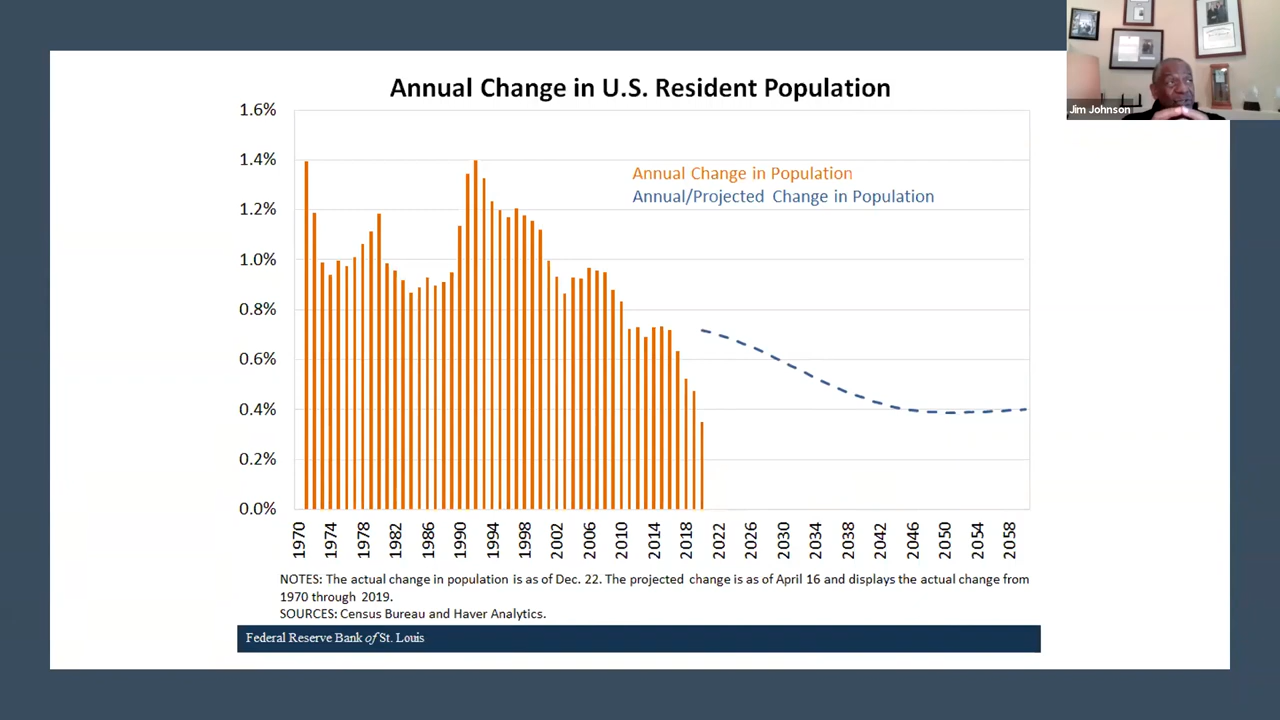 Annual Change in U.S. Resident Population
1.6%
1.4%
1.2%
1.0%
0.8%
0.6%
0.4%
0.2%
0.0%
Annual Change in Population
Annual/Projected Change in Population
1970 1974 1978 1982 1986 1990 1994 1998 2002 2006 2010 2014 2018 2022 2026 2030 2034 2038 2042 2046 2050 2054 2058
NOTES: The actual change in population is as of Dec. 22. The projected change is as of April 16 and displays the actual change from
1970 through 2019.
SOURCES: Census Bureau and Haver Analytics.
Federal Reserve Bank of St. Louis
Jim Johnson